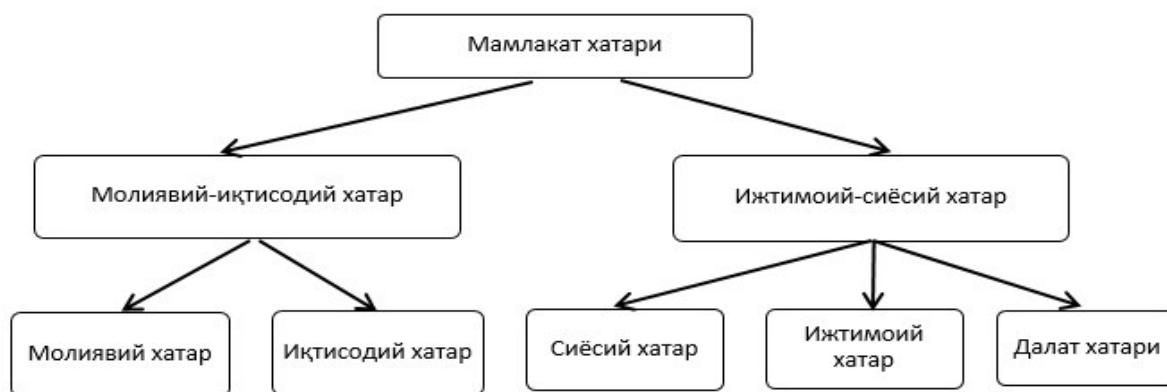 Мамлакат хатари
Молиявий-иқтисодий хатар
Ижтимоий-сиёсий хатар
Молиявий хатар
Иқтисодий хатар
Сиёсий хатар
Ижтимоий
хатар
Далат хатари